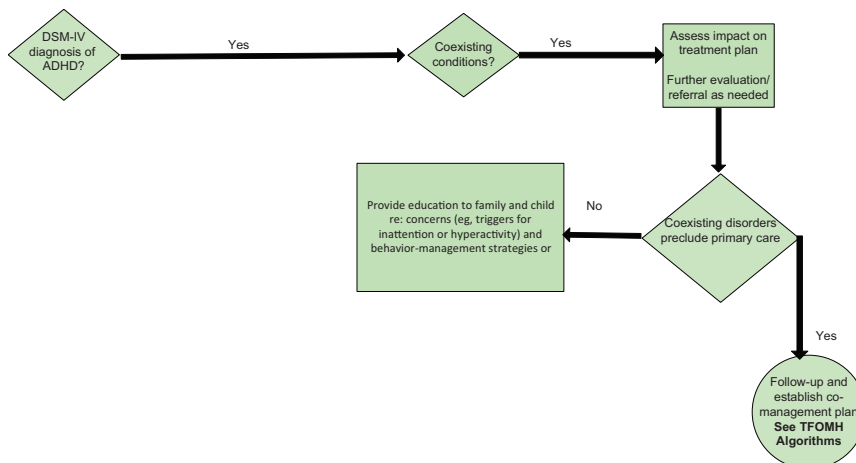 DSM-IV
diagnosis of
ADHD?
Yes
Coexisting
conditions?
Yes
Assess impact on
treatment plan
Further evaluation/
referral as needed
Provide education to family and child
re: concerns (eg, triggers for
inattention or hyperactivity) and
behavior-management strategies or
No
Coexisting disorders
preclude primary care
Yes
Follow-up and
establish co-
management plan
See TFOMH
Algorithms